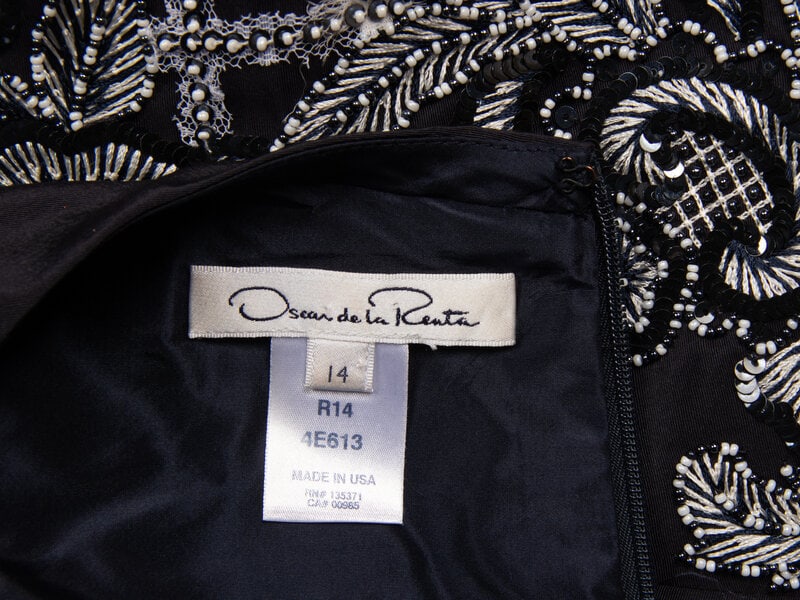 Oscar de la Renta
14
R14
4E613
MADE IN USA
RN# 135371
CA# 00965